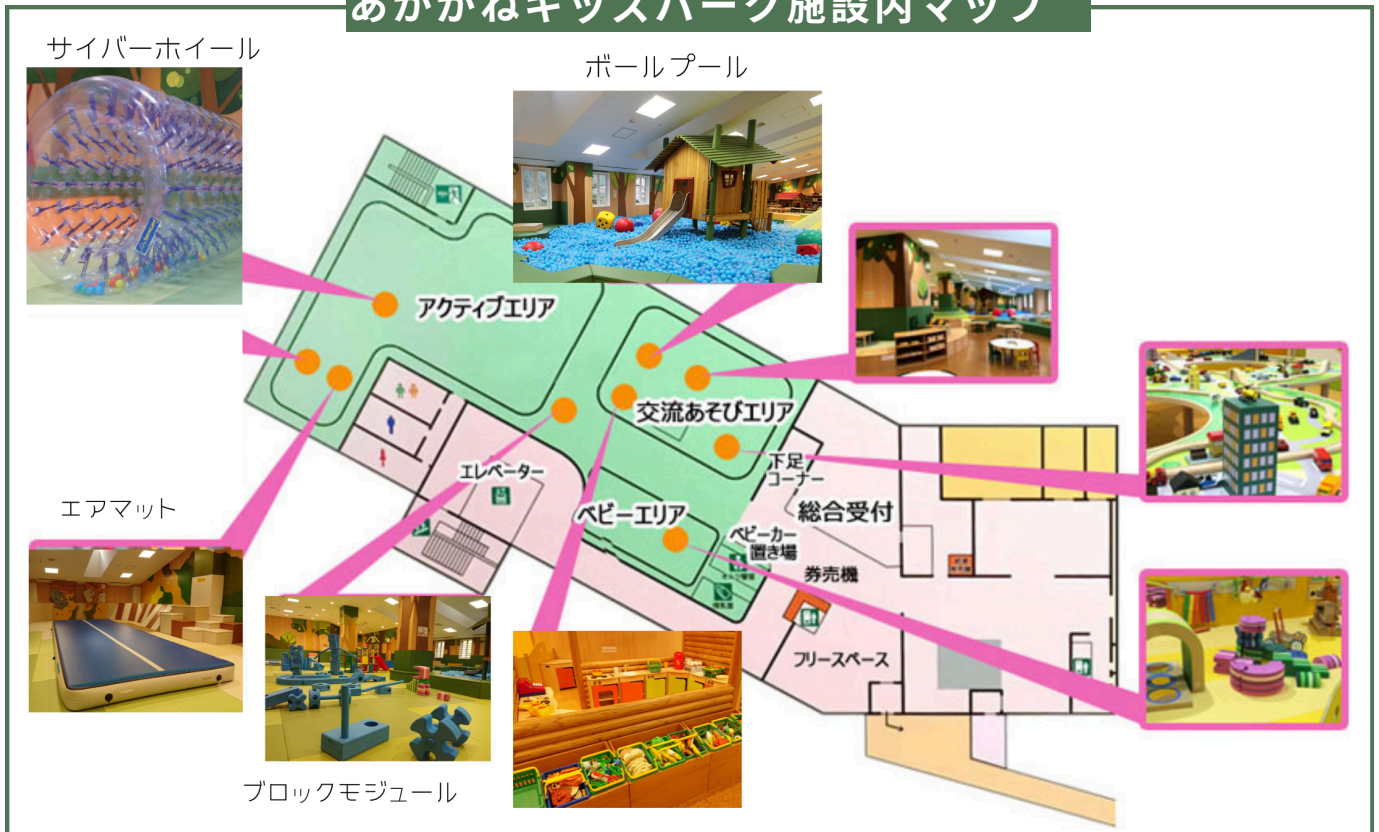 あかがねキッズパーク施設内マップ
サイバーホイール
ボールプール
アクティブエリア
交流あそびエリア
下足
コーナー
エレベーター
総合受付
エアマット
ベビーエリア
ベビーカー
置き場
券売機
フリースペース
ブロックモジュール